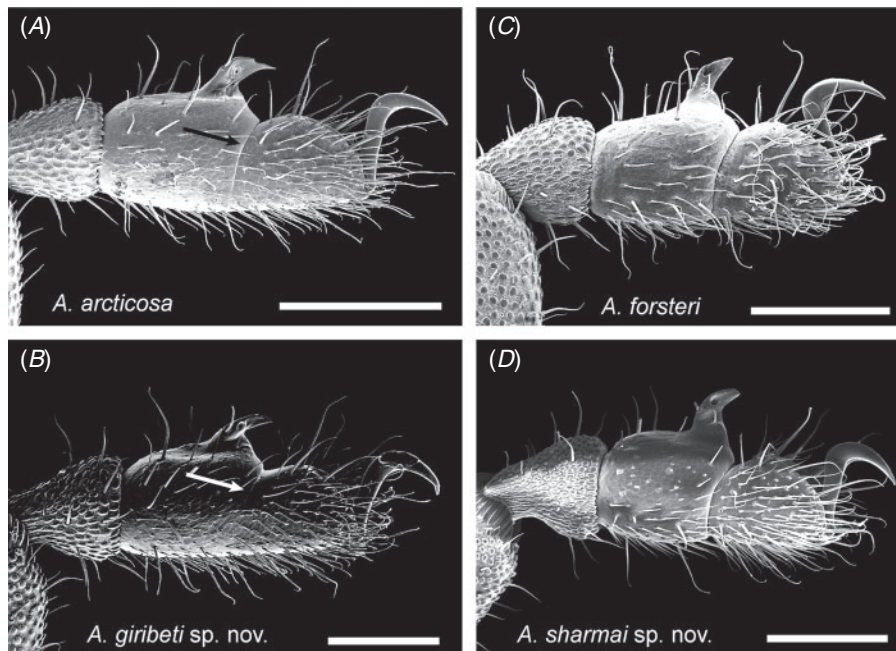 (A)
A. arcticosa
(C)
A. forsteri
(B)
A. giribeti sp. nov.
(D)
A. sharmai sp. nov.